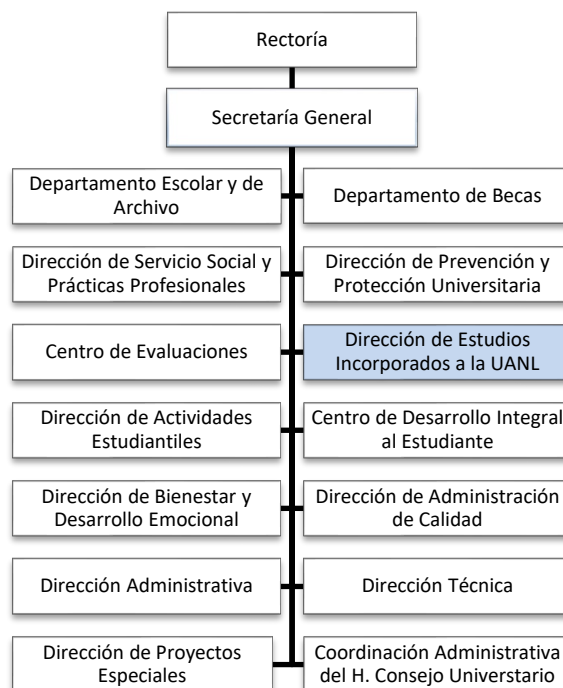 Rectoría
Secretaría General
Departamento Escolar y de
Archivo
Departamento de Becas
Dirección de Servicio Social y
Prácticas Profesionales
Dirección de Prevención y
Protección Universitaria
Centro de Evaluaciones
Dirección de Estudios
Incorporados a la UANL
Dirección de Actividades
Estudiantiles
Centro de Desarrollo Integral
al Estudiante
Dirección de Bienestar y
Desarrollo Emocional
Dirección de Administración
de Calidad
Dirección Administrativa
Dirección Técnica
Dirección de Proyectos
Especiales
Coordinación Administrativa
del H. Consejo Universtario